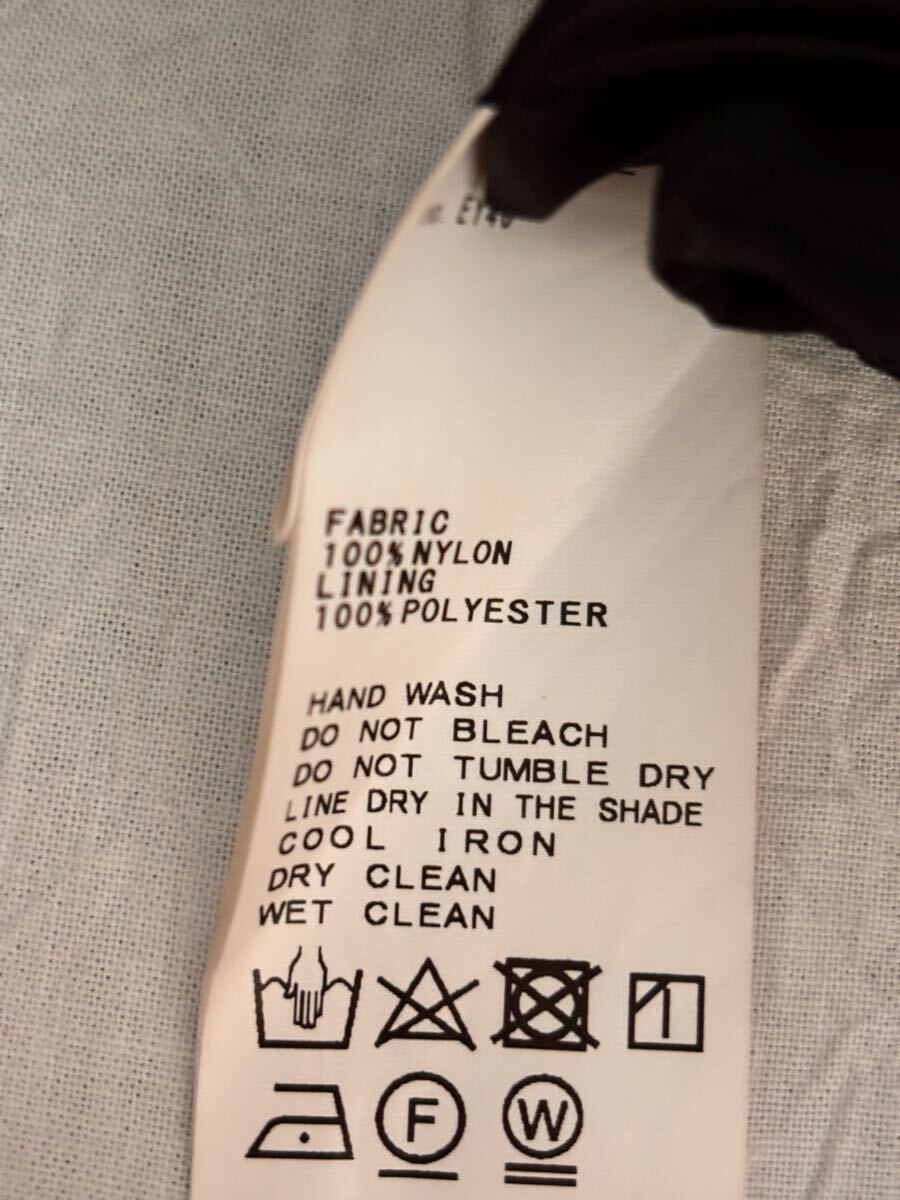 FABRIC
100% NYLON
LINING
100% POLYESTER
HAND WASH
DO NOT BLEACH
DO NOT TUMBLE DRY
LINE DRY IN THE SHADE
COOL IRON
DRY CLEAN
WET CLEAN
F W